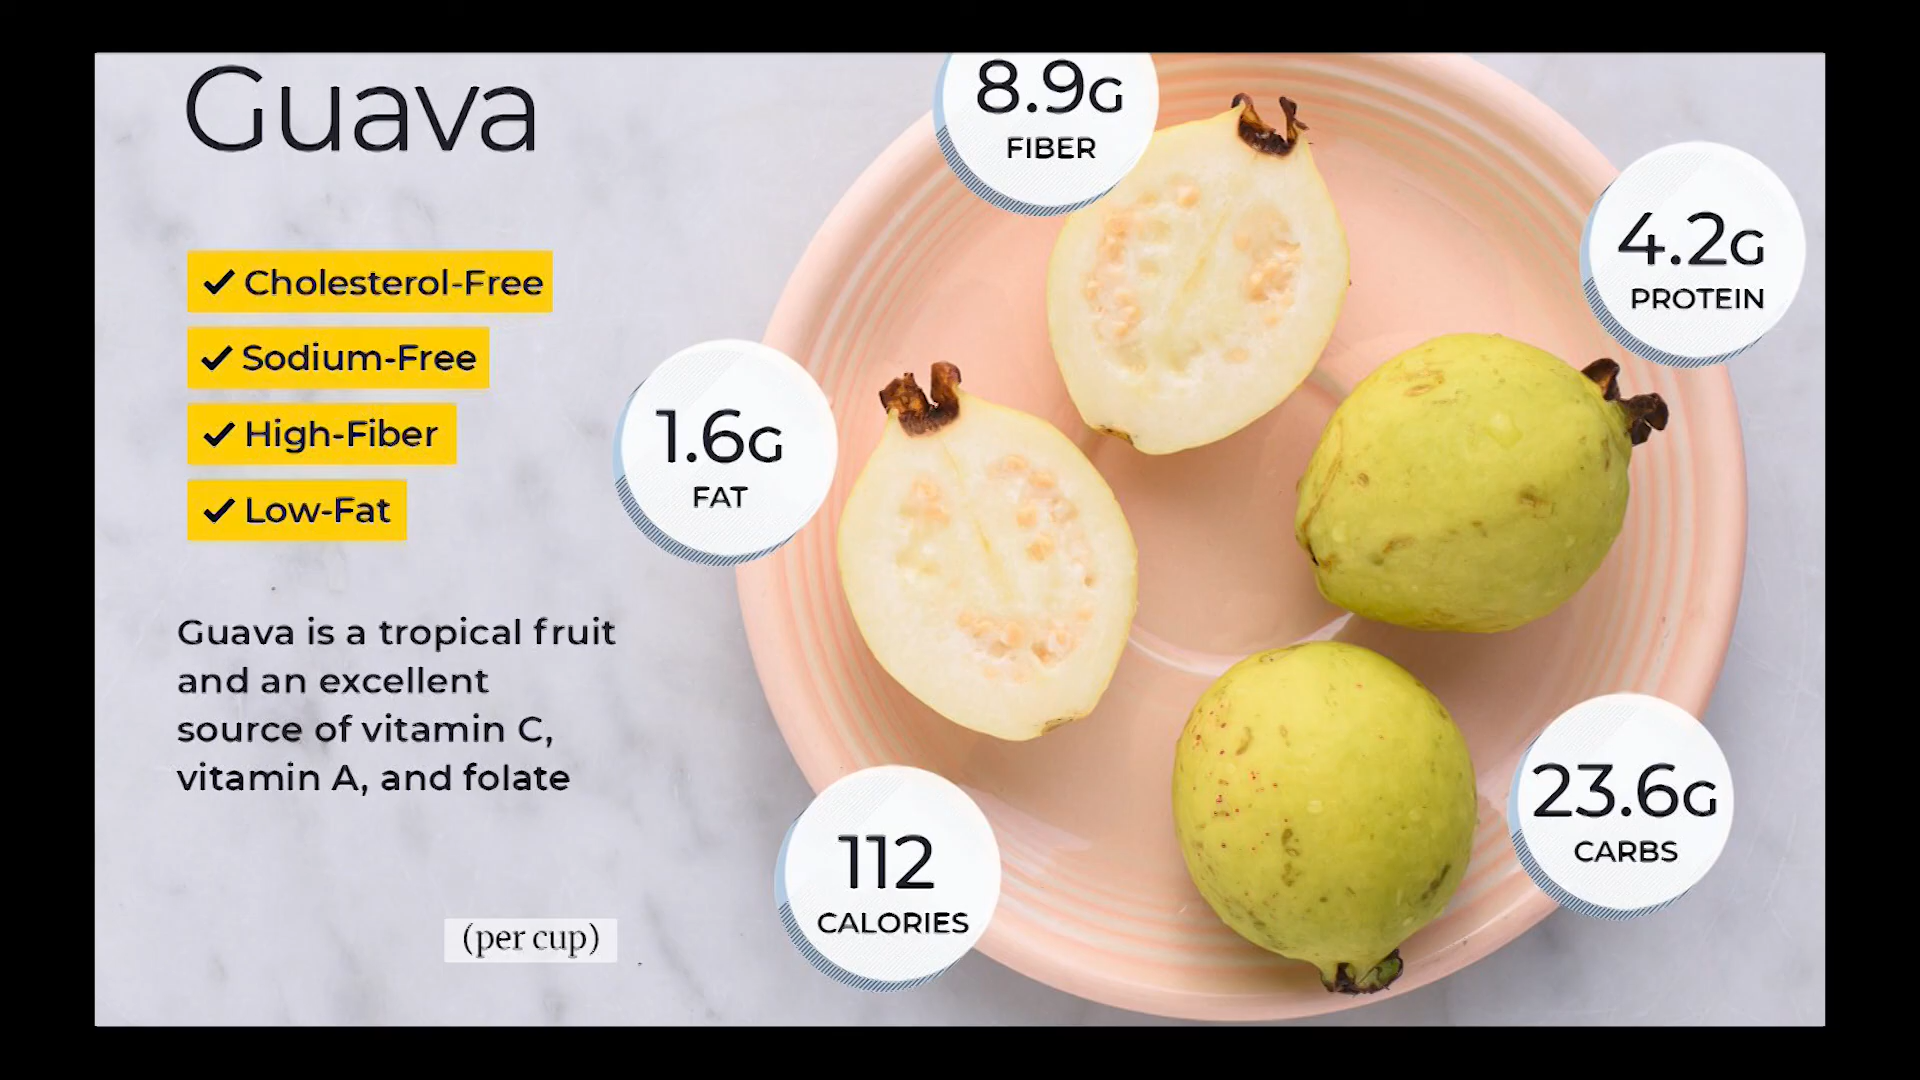 Guava
✓ Cholesterol-Free
✓ Sodium-Free
✓ High-Fiber
✓ Low-Fat
Guava is a tropical fruit
and an excellent
source of vitamin C,
vitamin A, and folate
(per cup)
8.9G
FIBER
4.2G
PROTEIN
1.6G
FAT
23.6G
CARBS
112
CALORIES